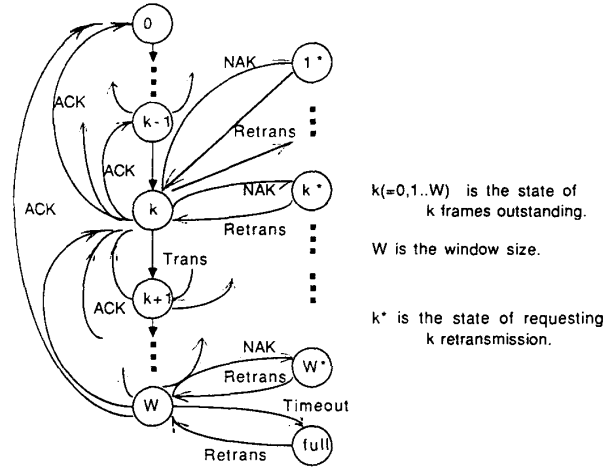 0
NAK
1*
ACK
k-1
Retrans
ACK
k
NAK
k*
ACK
Retrans
k(=0,1..W) is the state of
k frames outstanding.
W is the window size.
Trans
k+1
ACK
k* is the state of requesting
k retransmission.
NAK
W*
Retrans
W
Timeout
Retrans
full